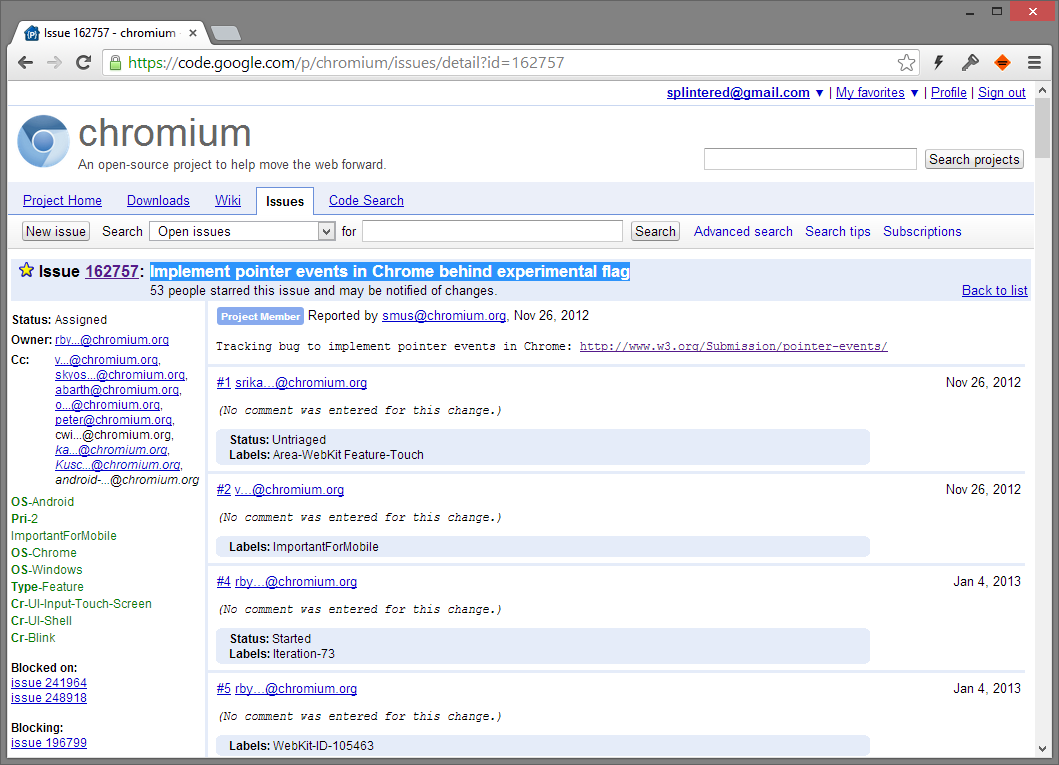 Issue 162757 - chromium
https://code.google.com/p/chromium/issues/detail?id=162757
splintered@gmail.com ▼ | My favorites ▼ | Profile | Sign out
chromium
An open-source project to help move the web forward.
Search projects
Project Home Downloads Wiki Issues Code Search
New issue Search Open issues for Search Advanced search Search tips Subscriptions
Issue 162757: Implement pointer events in Chrome behind experimental flag
53 people starred this issue and may be notified of changes. Back to list
Status: Assigned
Owner: rby...@chromium.org
Cc: v...@chromium.org,
skvos...@chromium.org,
abarth@chromium.org,
o...@chromium.org,
peter@chromium.org,
cwi...@chromium.org,
ka...@chromium.org,
Kusc...@chromium.org,
android-...@chromium.org
OS-Android
Pri-2
ImportantForMobile
OS-Chrome
OS-Windows
Type-Feature
Cr-UI-Input-Touch-Screen
Cr-UI-Shell
Cr-Blink
Blocked on:
issue 241964
issue 248918
Blocking:
issue 196799
Project Member Reported by smus@chromium.org, Nov 26, 2012
Tracking bug to implement pointer events in Chrome: http://www.w3.org/Submission/pointer-events/
#1 srika...@chromium.org Nov 26, 2012
(No comment was entered for this change.)
Status: Untriaged
Labels: Area-WebKit Feature-Touch
#2 v...@chromium.org Nov 26, 2012
(No comment was entered for this change.)
Labels: ImportantForMobile
#4 rby...@chromium.org Jan 4, 2013
(No comment was entered for this change.)
Status: Started
Labels: Iteration-73
#5 rby...@chromium.org Jan 4, 2013
(No comment was entered for this change.)
Labels: WebKit-ID-105463